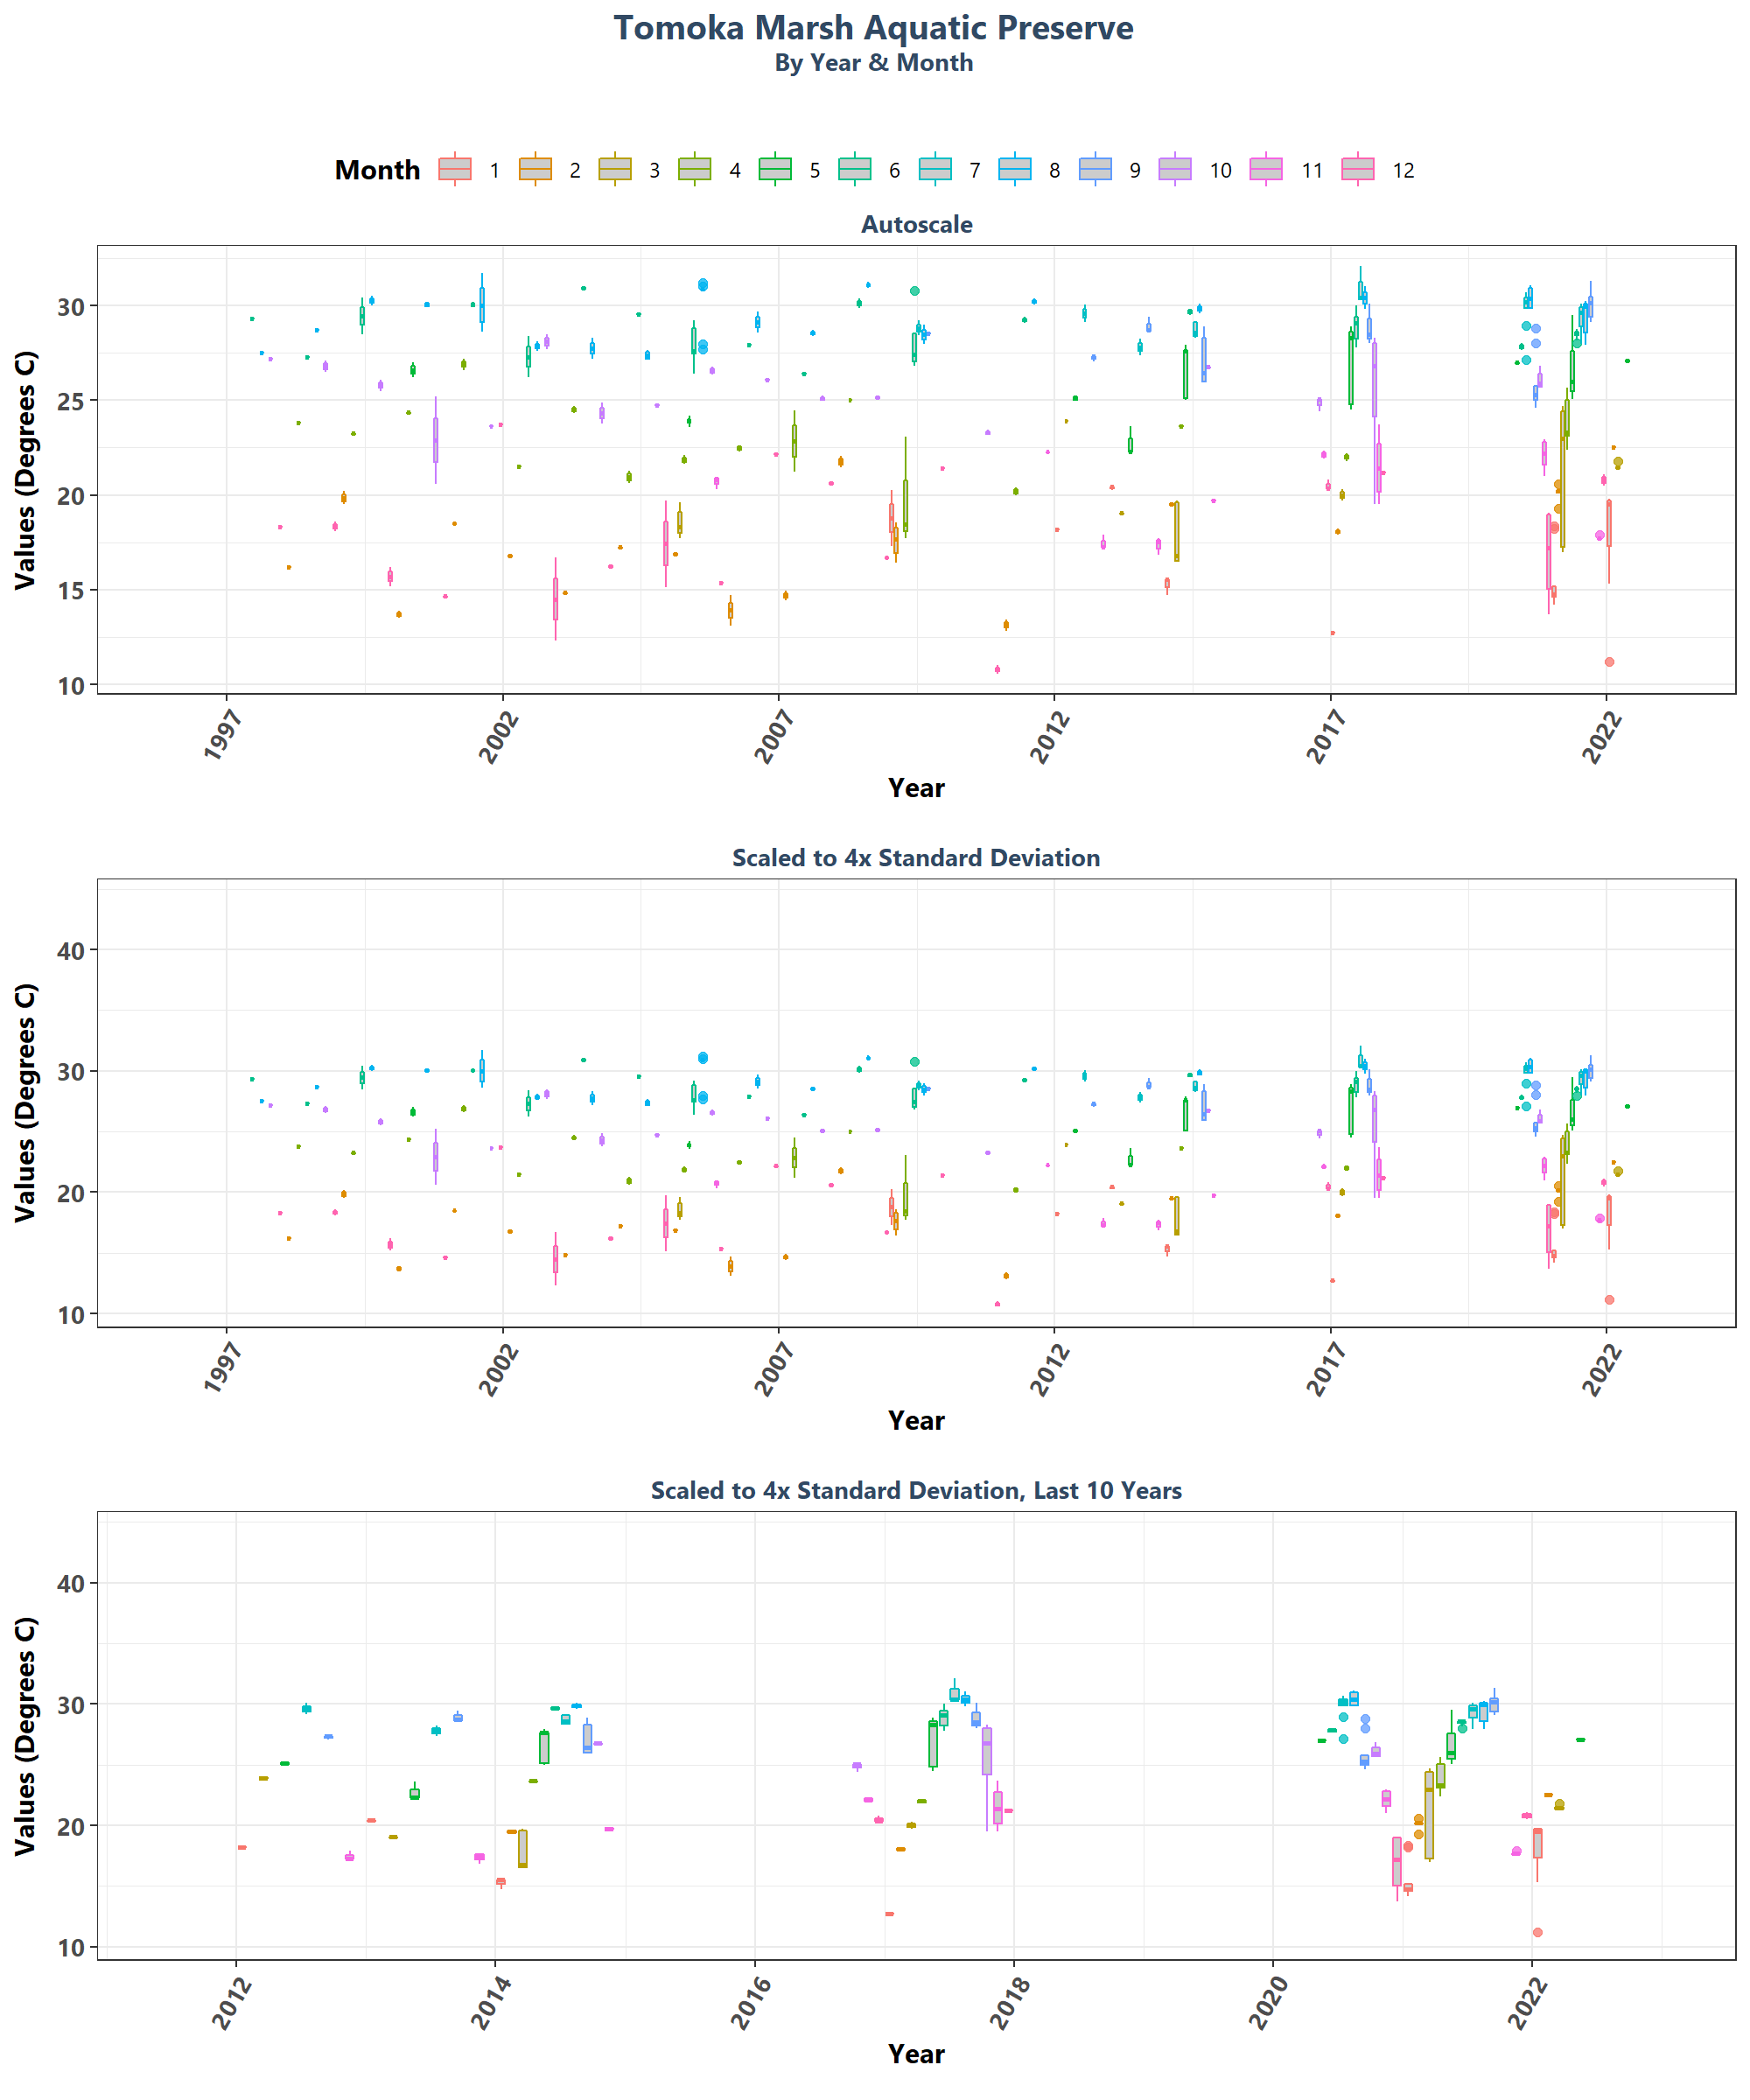 Tomoka Marsh Aquatic Preserve
By Year & Month
Month 1 2 3 4 5 6 7 8 9 10 11 12
Autoscale
Values (Degrees C)
30
25
20
15
10
1997 2002 2007 2012 2017 2022
Year
Scaled to 4x Standard Deviation
Values (Degrees C)
40
30
20
10
1997 2002 2007 2012 2017 2022
Year
Scaled to 4x Standard Deviation, Last 10 Years
Values (Degrees C)
40
30
20
10
2012 2014 2016 2018 2020 2022
Year